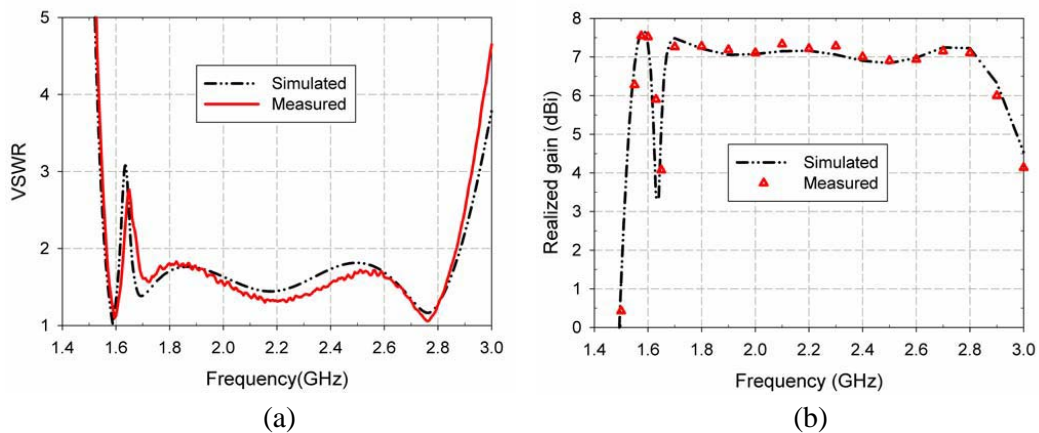 5
4
3
2
1
VSWR
Simulated
Measured
1.4 1.6 1.8 2.0 2.2 2.4 2.6 2.8 3.0
Frequency(GHz)
(a)
9
8
7
6
5
4
3
2
1
0
Realized gain (dBi)
Simulated
Measured
1.4 1.6 1.8 2.0 2.2 2.4 2.6 2.8 3.0
Frequency (GHz)
(b)